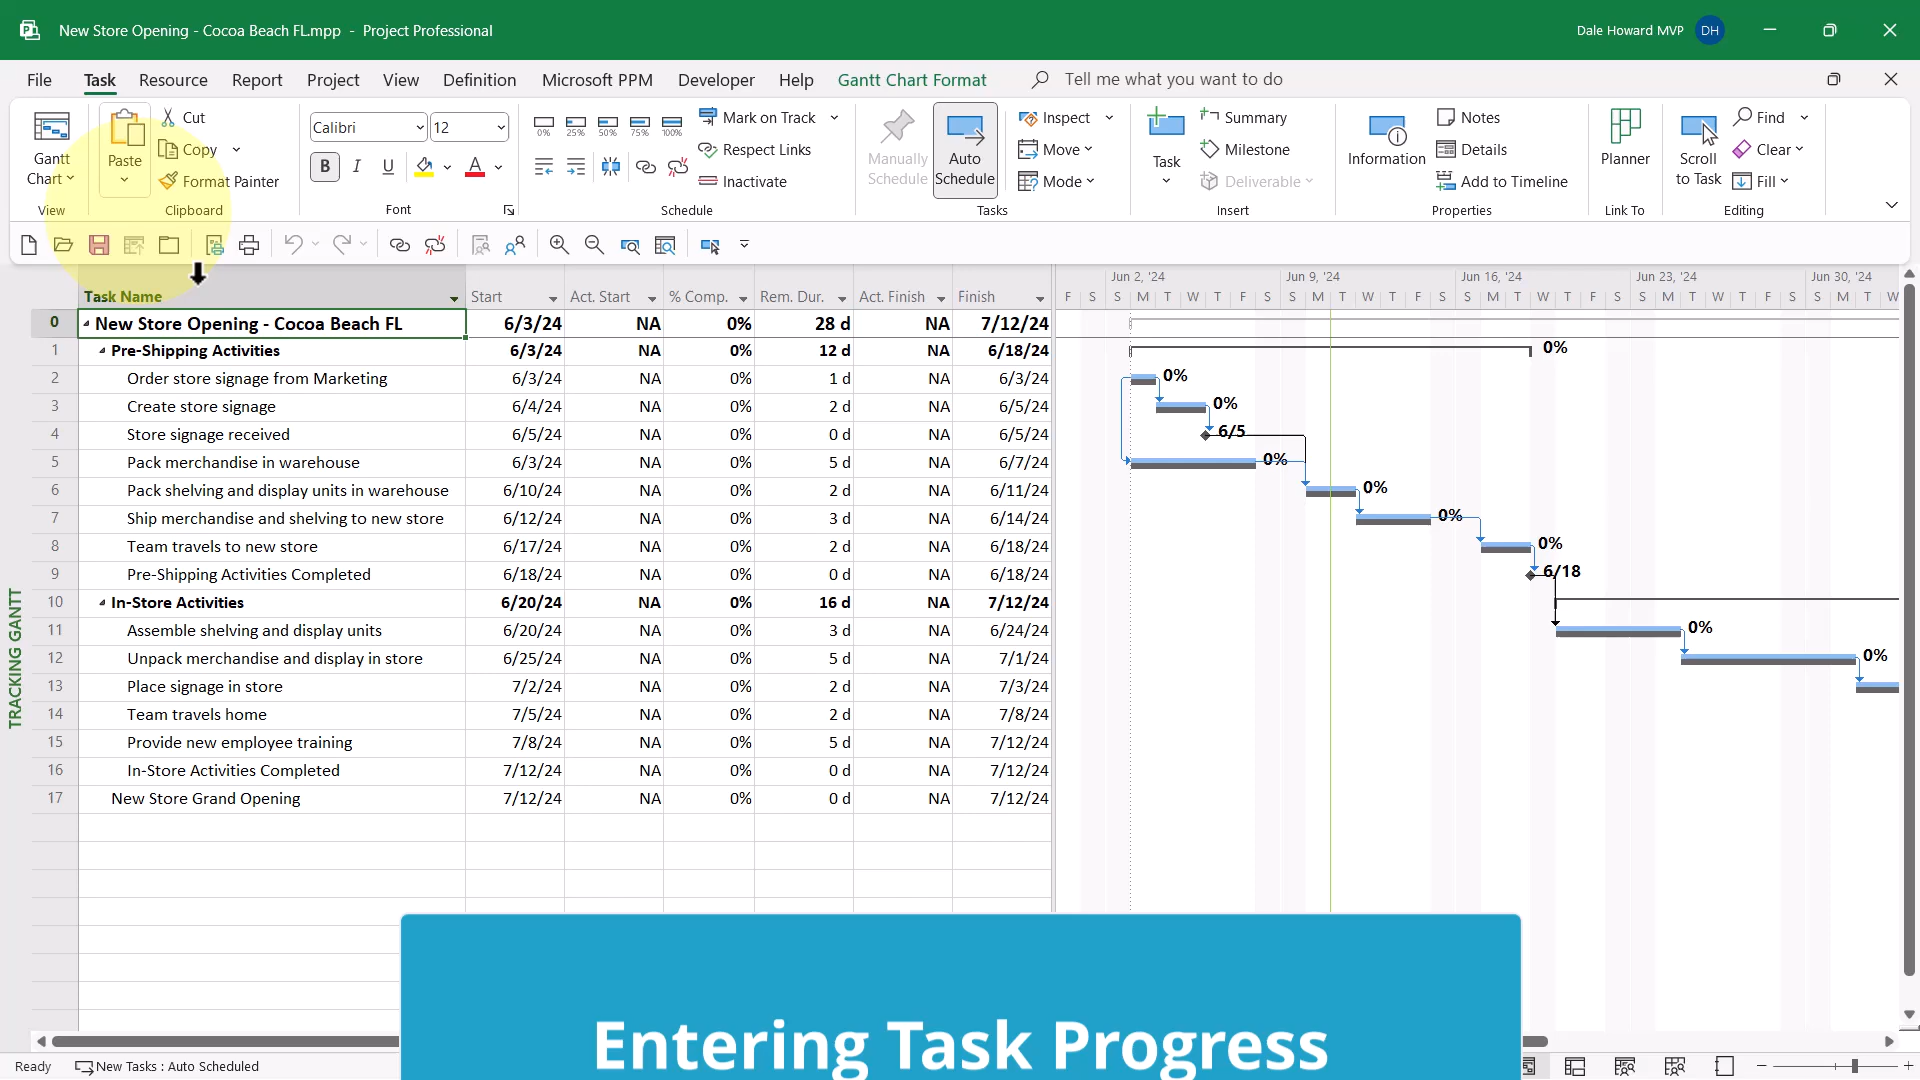 New Store Opening - Cocoa Beach FL.mpp - Project Professional
Dale Howard MVP DH
File Task Resource Report Project View Definition Microsoft PPM Developer Help Gantt Chart Format Tell me what you want to do
Gantt Chart
View
Paste
Cut
Copy
Format Painter
Clipboard
Calibri 12
B I U A
Font
0% 25% 50% 75% 100%
Mark on Track
Respect Links
Inactivate
Schedule
Manually Schedule
Auto Schedule
Inspect
Move
Mode
Tasks
Task
Summary
Milestone
Deliverable
Insert
Information
Notes
Details
Add to Timeline
Properties
Planner
Link To
Scroll to Task
Find
Clear
Fill
Editing
Jun 2, '24 Jun 9, '24 Jun 16, '24 Jun 23, '24 Jun 30, '24
Task Name Start Act. Start % Comp. Rem. Dur. Act. Finish Finish
F S S M T W T F S S M T W T F S S M T W T F S S M T W T F S S M T W
0 New Store Opening - Cocoa Beach FL 6/3/24 NA 0% 28 d NA 7/12/24
1 Pre-Shipping Activities 6/3/24 NA 0% 12 d NA 6/18/24 0%
2 Order store signage from Marketing 6/3/24 NA 0% 1 d NA 6/3/24 0%
3 Create store signage 6/4/24 NA 0% 2 d NA 6/5/24 0%
4 Store signage received 6/5/24 NA 0% 0 d NA 6/5/24 6/5
5 Pack merchandise in warehouse 6/3/24 NA 0% 5 d NA 6/7/24 0%
6 Pack shelving and display units in warehouse 6/10/24 NA 0% 2 d NA 6/11/24 0%
7 Ship merchandise and shelving to new store 6/12/24 NA 0% 3 d NA 6/14/24 0%
8 Team travels to new store 6/17/24 NA 0% 2 d NA 6/18/24 0%
9 Pre-Shipping Activities Completed 6/18/24 NA 0% 0 d NA 6/18/24 6/18
10 In-Store Activities 6/20/24 NA 0% 16 d NA 7/12/24
11 Assemble shelving and display units 6/20/24 NA 0% 3 d NA 6/24/24 0%
12 Unpack merchandise and display in store 6/25/24 NA 0% 5 d NA 7/1/24 0%
13 Place signage in store 7/2/24 NA 0% 2 d NA 7/3/24
14 Team travels home 7/5/24 NA 0% 2 d NA 7/8/24
15 Provide new employee training 7/8/24 NA 0% 5 d NA 7/12/24
16 In-Store Activities Completed 7/12/24 NA 0% 0 d NA 7/12/24
17 New Store Grand Opening 7/12/24 NA 0% 0 d NA 7/12/24
TRACKING GANTT
Entering Task Progress
Ready New Tasks : Auto Scheduled